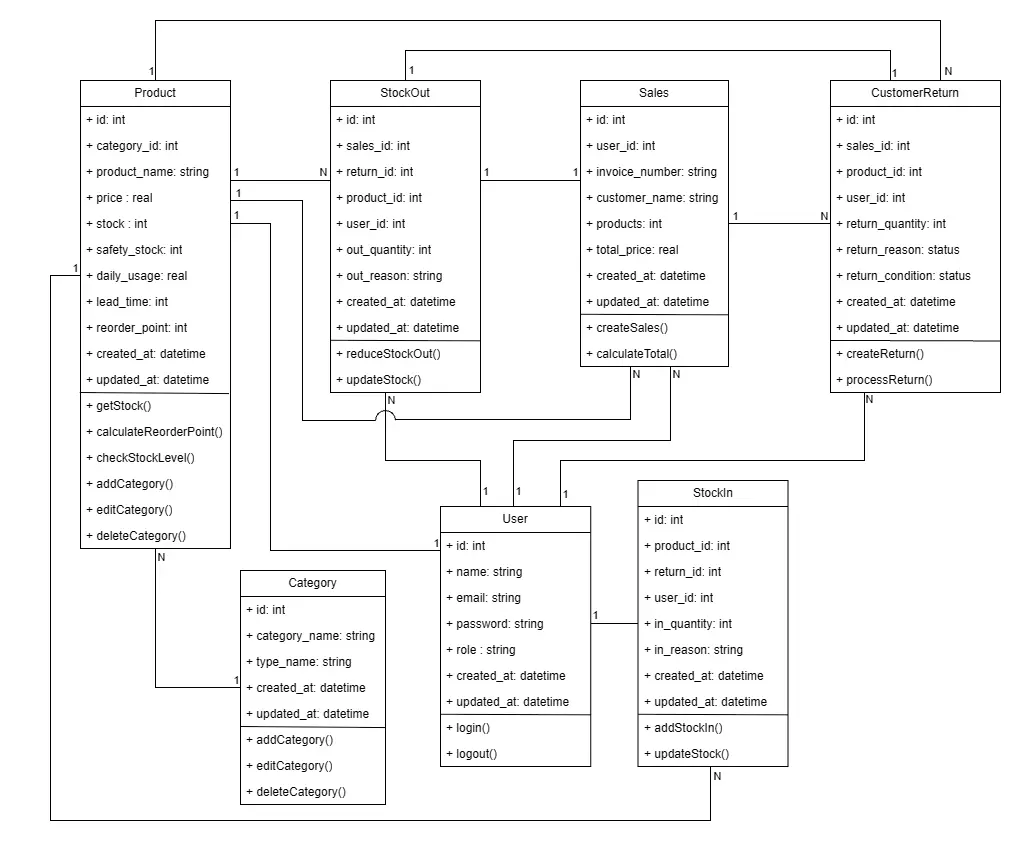 1
N
1
1
Product
+ id: int
+ category_id: int
+ product_name: string
+ price : real
+ stock : int
+ safety_stock: int
+ daily_usage: real
+ lead_time: int
+ reorder_point: int
+ created_at: datetime
+ updated_at: datetime
+ getStock()
+ calculateReorderPoint()
+ checkStockLevel()
+ addCategory()
+ editCategory()
+ deleteCategory()
1
N
1
1
1
N
StockOut
+ id: int
+ sales_id: int
+ return_id: int
+ product_id: int
+ user_id: int
+ out_quantity: int
+ out_reason: string
+ created_at: datetime
+ updated_at: datetime
+ reduceStockOut()
+ updateStock()
1
1
N
Sales
+ id: int
+ user_id: int
+ invoice_number: string
+ customer_name: string
+ products: int
+ total_price: real
+ created_at: datetime
+ updated_at: datetime
+ createSales()
+ calculateTotal()
1
N
N
N
CustomerReturn
+ id: int
+ sales_id: int
+ product_id: int
+ user_id: int
+ return_quantity: int
+ return_reason: status
+ return_condition: status
+ created_at: datetime
+ updated_at: datetime
+ createReturn()
+ processReturn()
N
Category
+ id: int
+ category_name: string
+ type_name: string
+ created_at: datetime
+ updated_at: datetime
+ addCategory()
+ editCategory()
+ deleteCategory()
1
1
1
1
1
User
+ id: int
+ name: string
+ email: string
+ password: string
+ role : string
+ created_at: datetime
+ updated_at: datetime
+ login()
+ logout()
1
StockIn
+ id: int
+ product_id: int
+ return_id: int
+ user_id: int
+ in_quantity: int
+ in_reason: string
+ created_at: datetime
+ updated_at: datetime
+ addStockIn()
+ updateStock()
N